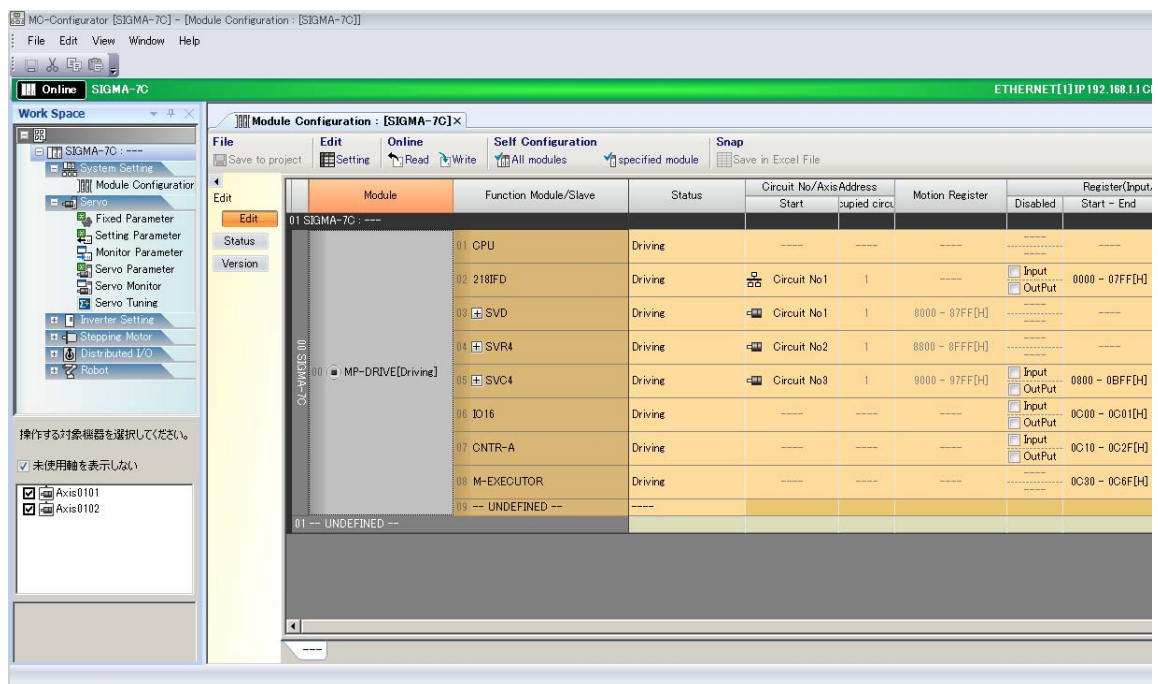 MC-Configurator [SIGMA-7C] - [Module Configuration : [SIGMA-7C]]
File Edit View Window Help
Online SIGMA-7C ETHERNET[1] IP192.168.1.1
Work Space
Module Configuration : [SIGMA-7C]
File Edit Online Self Configuration Snap
Save to project Setting Read Write All modules specified module Save in Excel File
SIGMA-7C : ---
System Setting
Module Configuration
Servo
Fixed Parameter
Setting Parameter
Monitor Parameter
Servo Parameter
Servo Monitor
Servo Tuning
Inverter Setting
Stepping Motor
Distributed I/O
Robot
操作する対象機器を選択してください。
未使用軸を表示しない
Axis0101
Axis0102
Edit
Edit
Status
Version
Module Function Module/Slave Status Circuit No/AxisAddress Motion Register Register(Input/
Start cupied circu Disabled Start - End
01 SIGMA-7C : ---
00 SIGMA-7C
00 MP-DRIVE[Driving]
01 CPU Driving ---- ---- ---- ---- ---- ----
02 218IFD Driving Circuit No1 1 ---- Input OutPut 0000 - 07FF[H]
03 SVD Driving Circuit No1 1 8000 - 87FF[H] ---- ---- ----
04 SVR4 Driving Circuit No2 1 8800 - 8FFF[H] ---- ---- ----
05 SVC4 Driving Circuit No3 1 9000 - 97FF[H] Input OutPut 0800 - 0BFF[H]
06 IO16 Driving ---- ---- ---- Input OutPut 0C00 - 0C01[H]
07 CNTR-A Driving ---- ---- ---- Input OutPut 0C10 - 0C2F[H]
08 M-EXECUTOR Driving ---- ---- ---- ---- ---- 0C30 - 0C6F[H]
09 -- UNDEFINED -- ----
01 -- UNDEFINED --
---